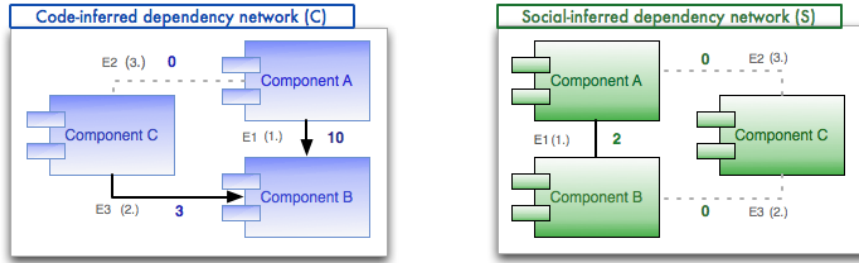 Code-inferred dependency network (C)
E2 (3.) 0
Component A
Component C
E1 (1.) 10
Component B
E3 (2.) 3
Social-inferred dependency network (S)
0 E2 (3.)
Component A
Component C
E1(1.) 2
Component B
0 E3 (2.)